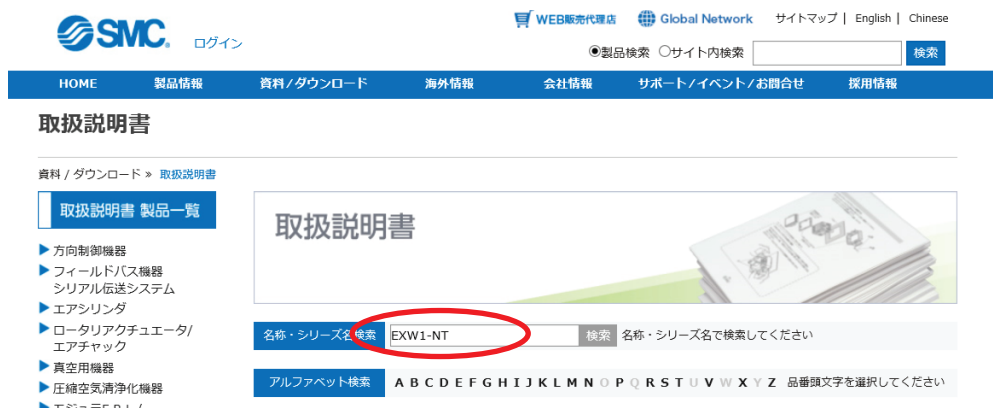 WEB販売代理店 Global Network サイトマップ | English | Chinese
SMC. ログイン
製品検索 サイト内検索 検索
HOME 製品情報 資料/ダウンロード 海外情報 会社情報 サポート/イベント/お問合せ 採用情報
取扱説明書
資料 / ダウンロード » 取扱説明書
取扱説明書 製品一覧
方向制御機器
フィールドバス機器
シリアル伝送システム
エアシリンダ
ロータリアクチュエータ/
エアチャック
真空用機器
圧縮空気清浄化機器
取扱説明書
名称・シリーズ名検索 EXW1-NT 検索 名称・シリーズ名で検索してください
アルファベット検索 A B C D E F G H I J K L M N O P Q R S T U V W X Y Z 品番頭文字を選択してください